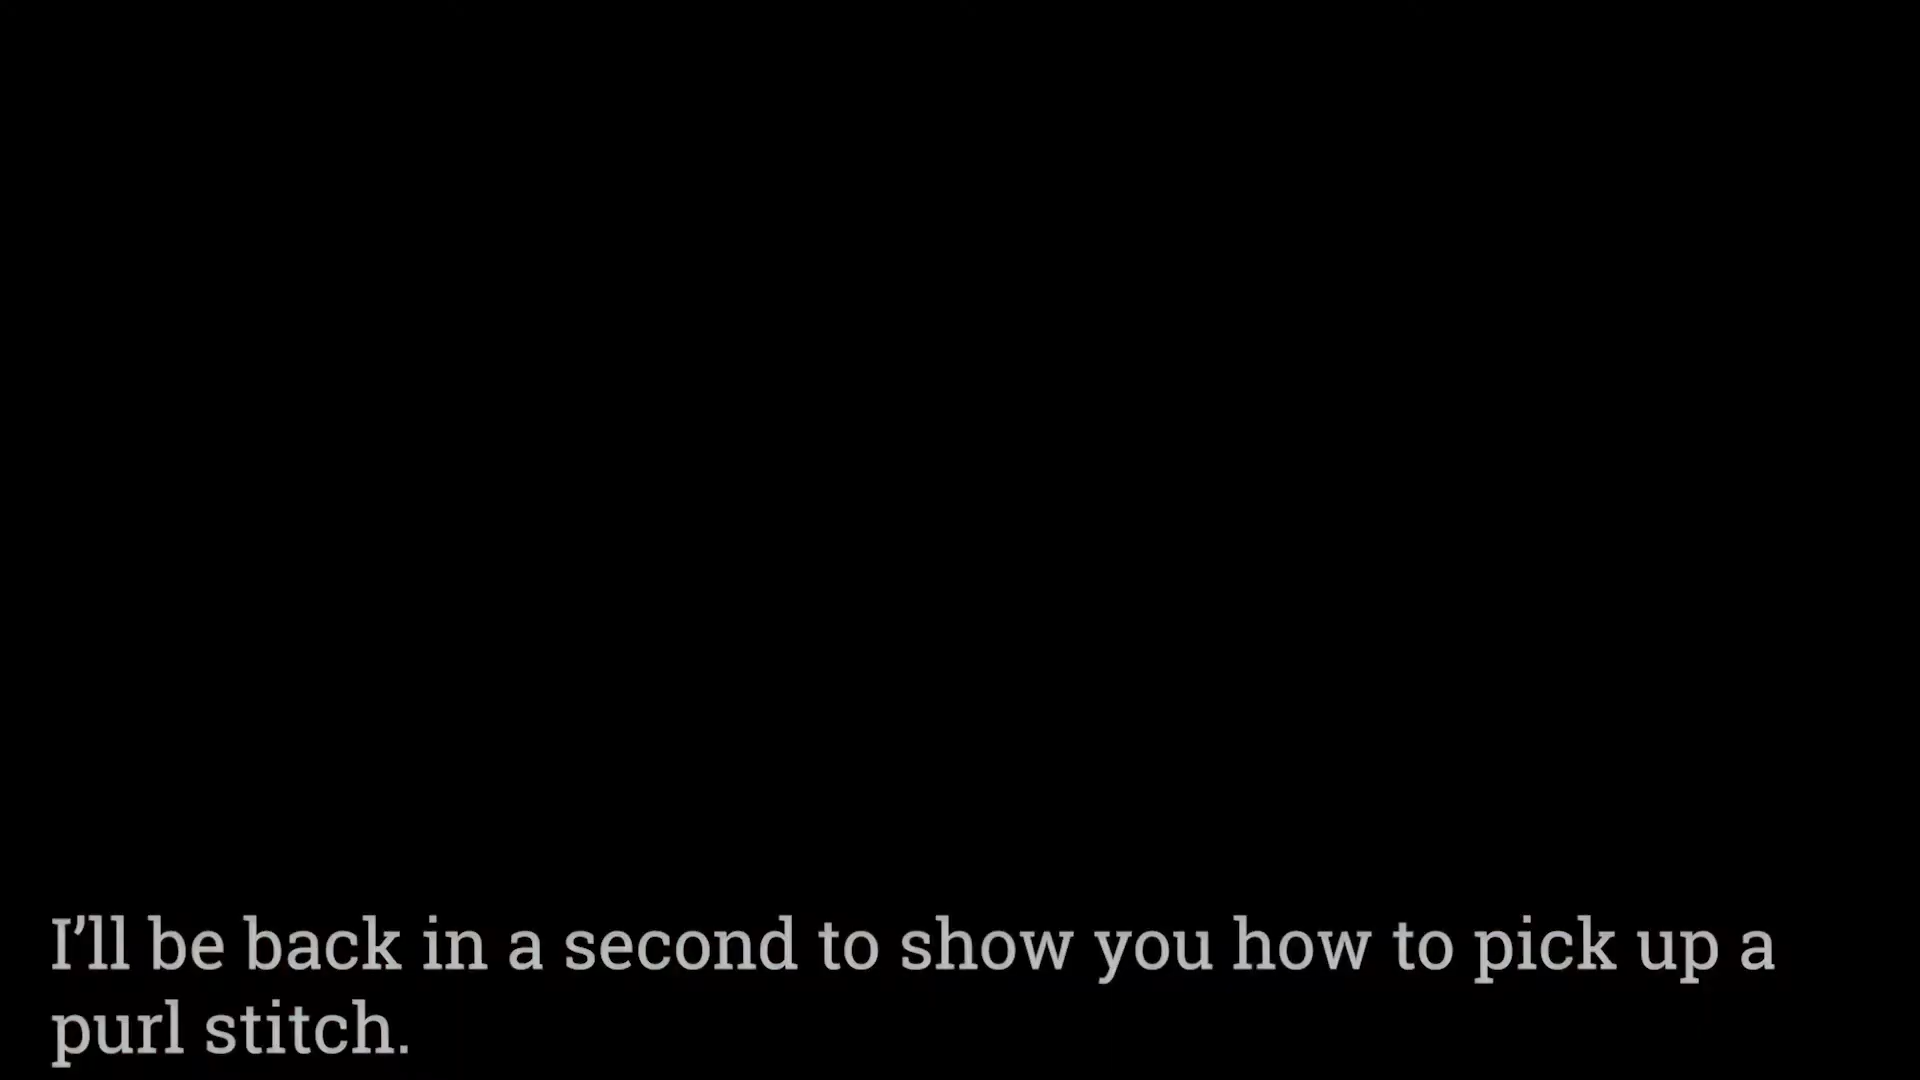 I’ll be back in a second to show you how to pick up a
purl stitch.